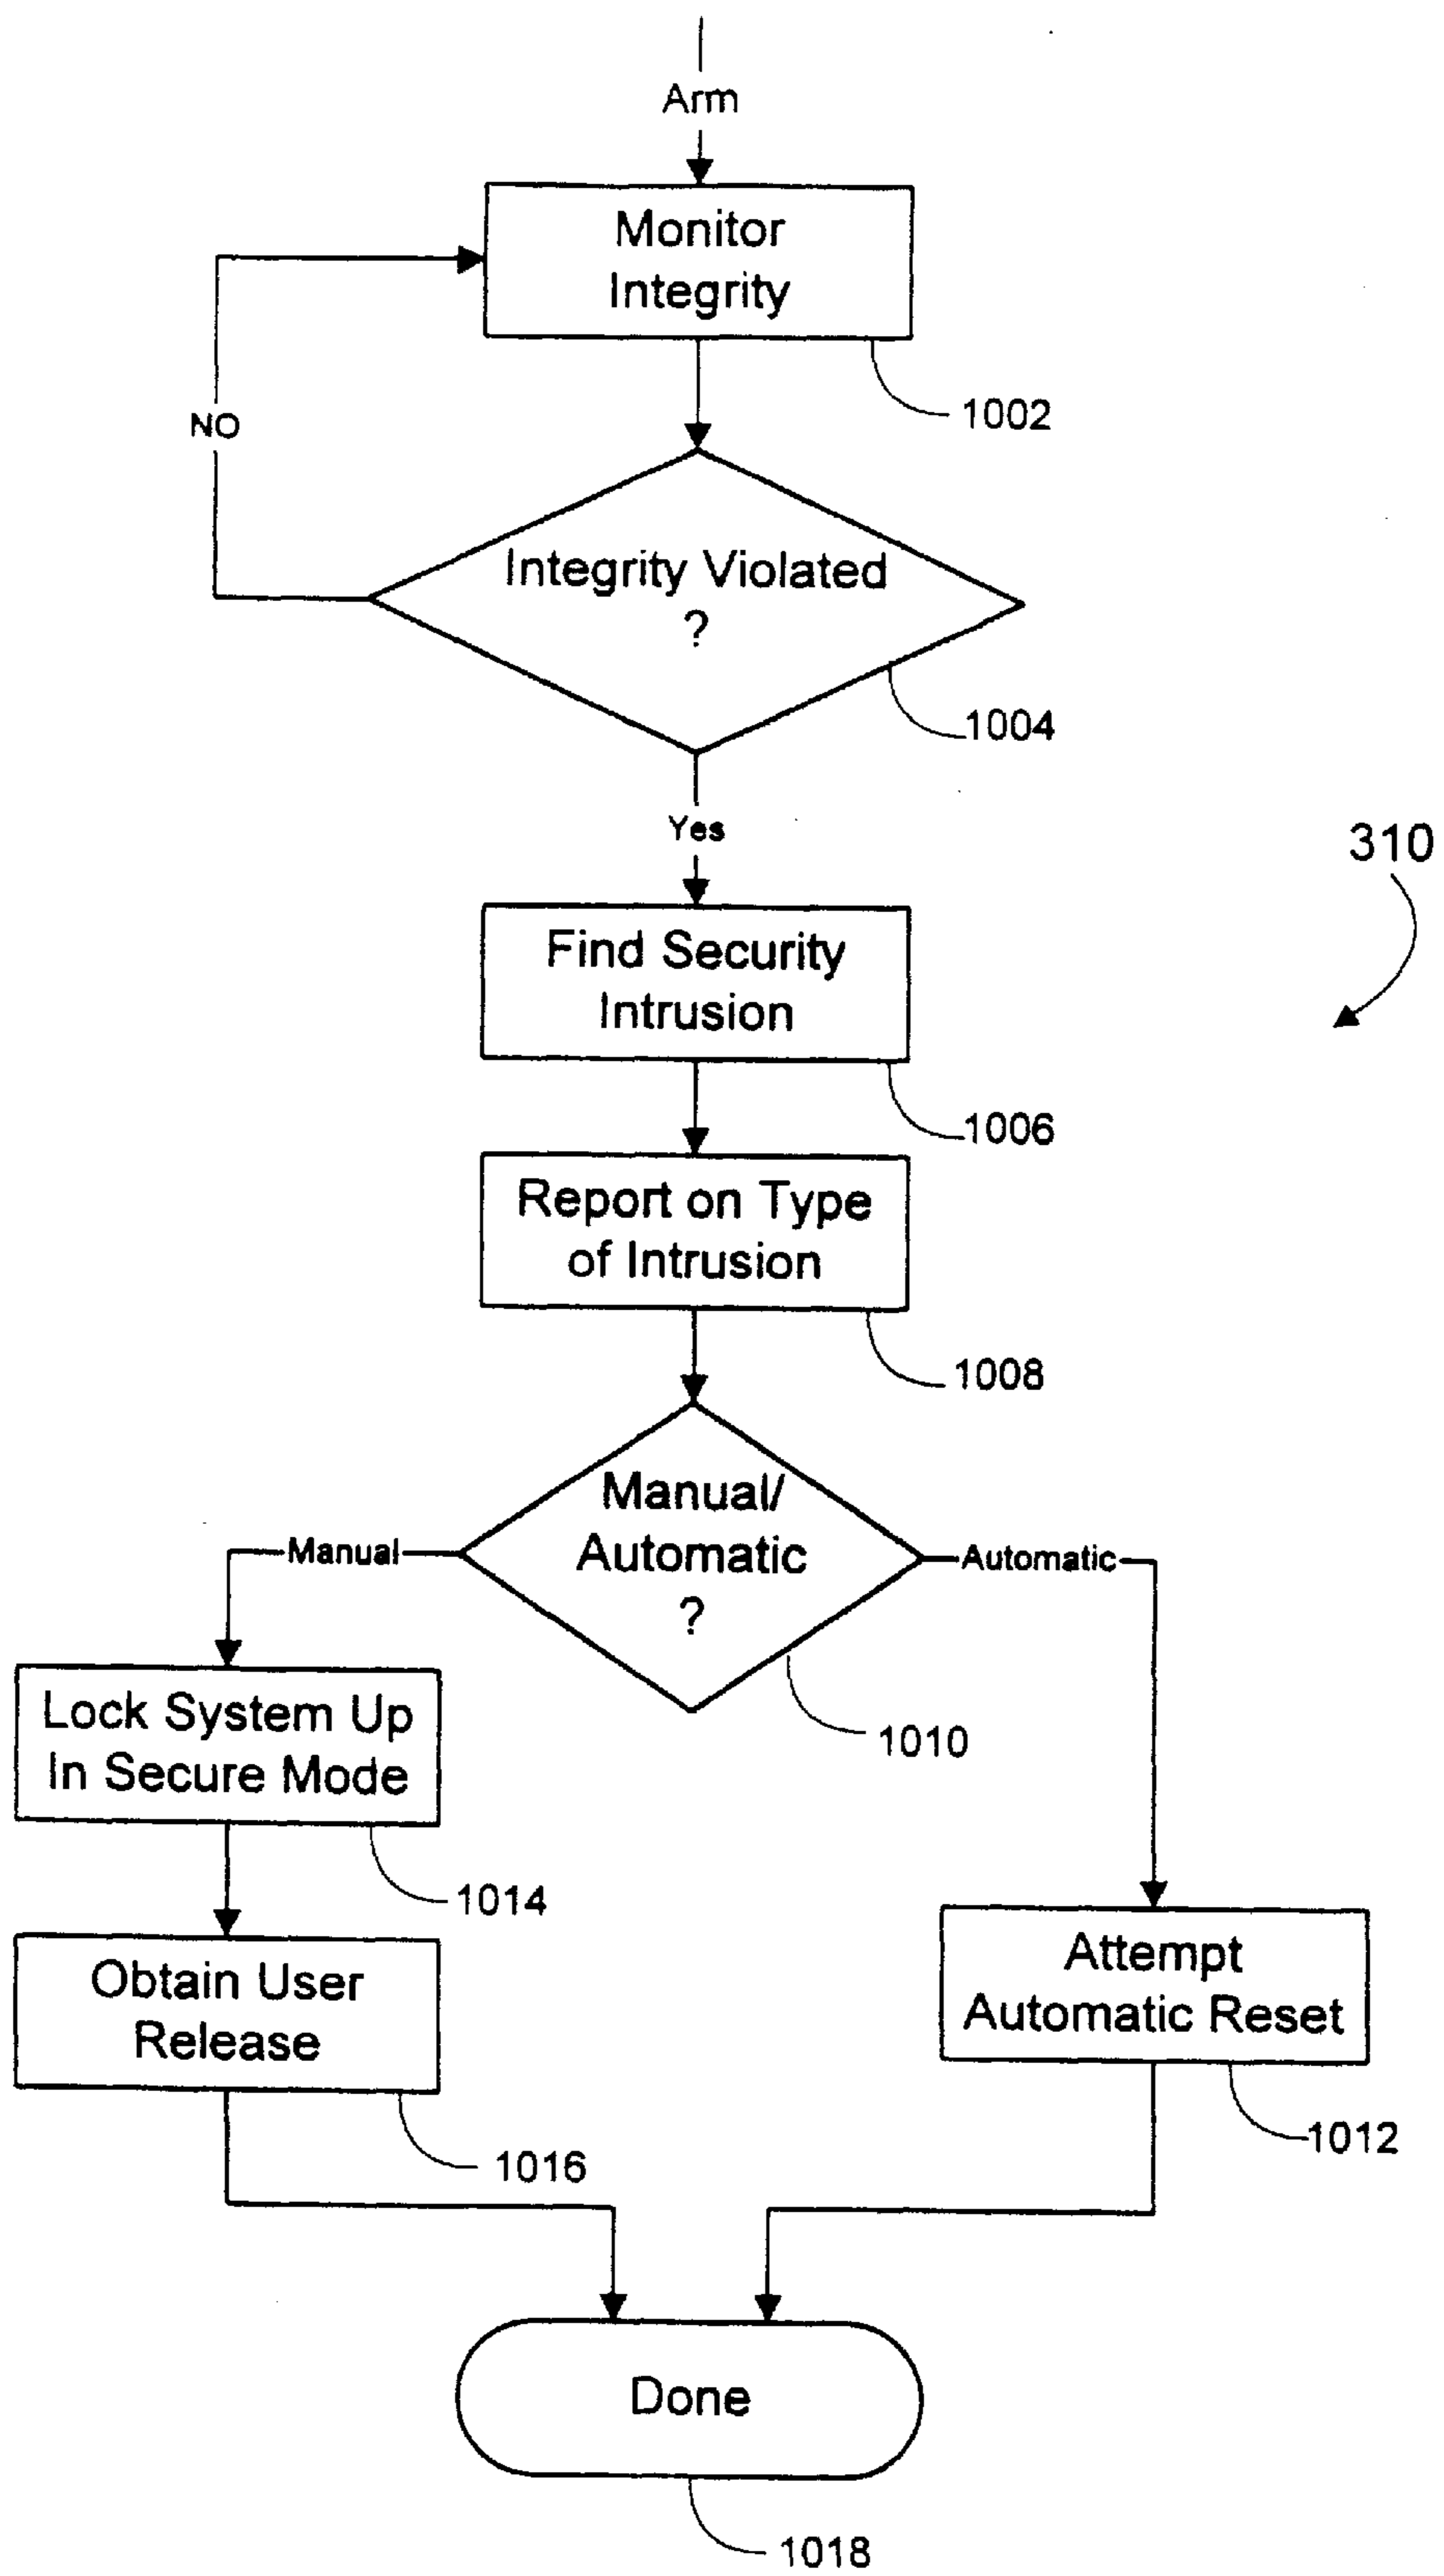 Arm
Monitor
Integrity
1002
NO
Integrity Violated
?
1004
Yes
310
Find Security
Intrusion
1006
Report on Type
of Intrusion
1008
Manual/
Automatic
?
Manual
Automatic
1010
Lock System Up
In Secure Mode
1014
Obtain User
Release
1016
Attempt
Automatic Reset
1012
Done
1018